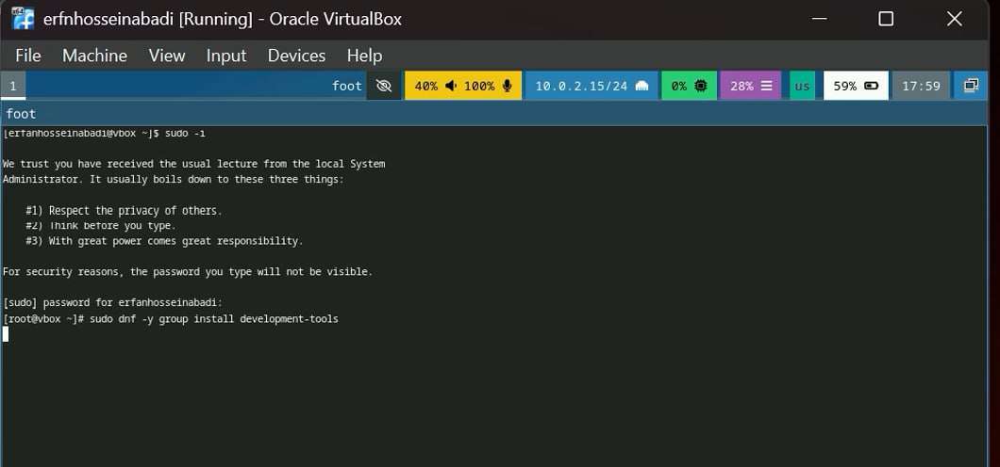 erfnhosseinabadi [Running] - Oracle VirtualBox
File Machine View Input Devices Help
1 foot 40% 100% 10.0.2.15/24 0% 28% us 59% 17:59
foot
[erfanhosseinabadi@vbox ~]$ sudo -i
We trust you have received the usual lecture from the local System
Administrator. It usually boils down to these three things:
#1) Respect the privacy of others.
#2) Think before you type.
#3) With great power comes great responsibility.
For security reasons, the password you type will not be visible.
[sudo] password for erfanhosseinabadi:
[root@vbox ~]# sudo dnf -y group install development-tools